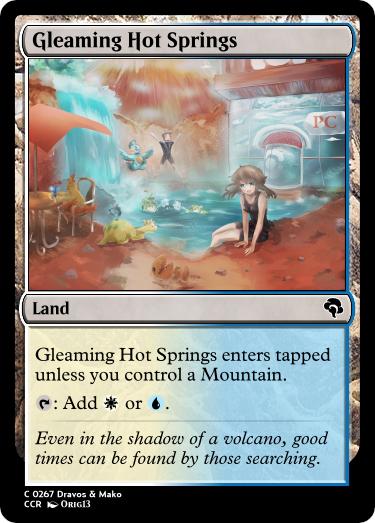 Gleaming Hot Springs
PC
Land
Gleaming Hot Springs enters tapped
unless you control a Mountain.
: Add or .
Even in the shadow of a volcano, good
times can be found by those searching.
C 0267 Dravos & Mako
CCR Orig13